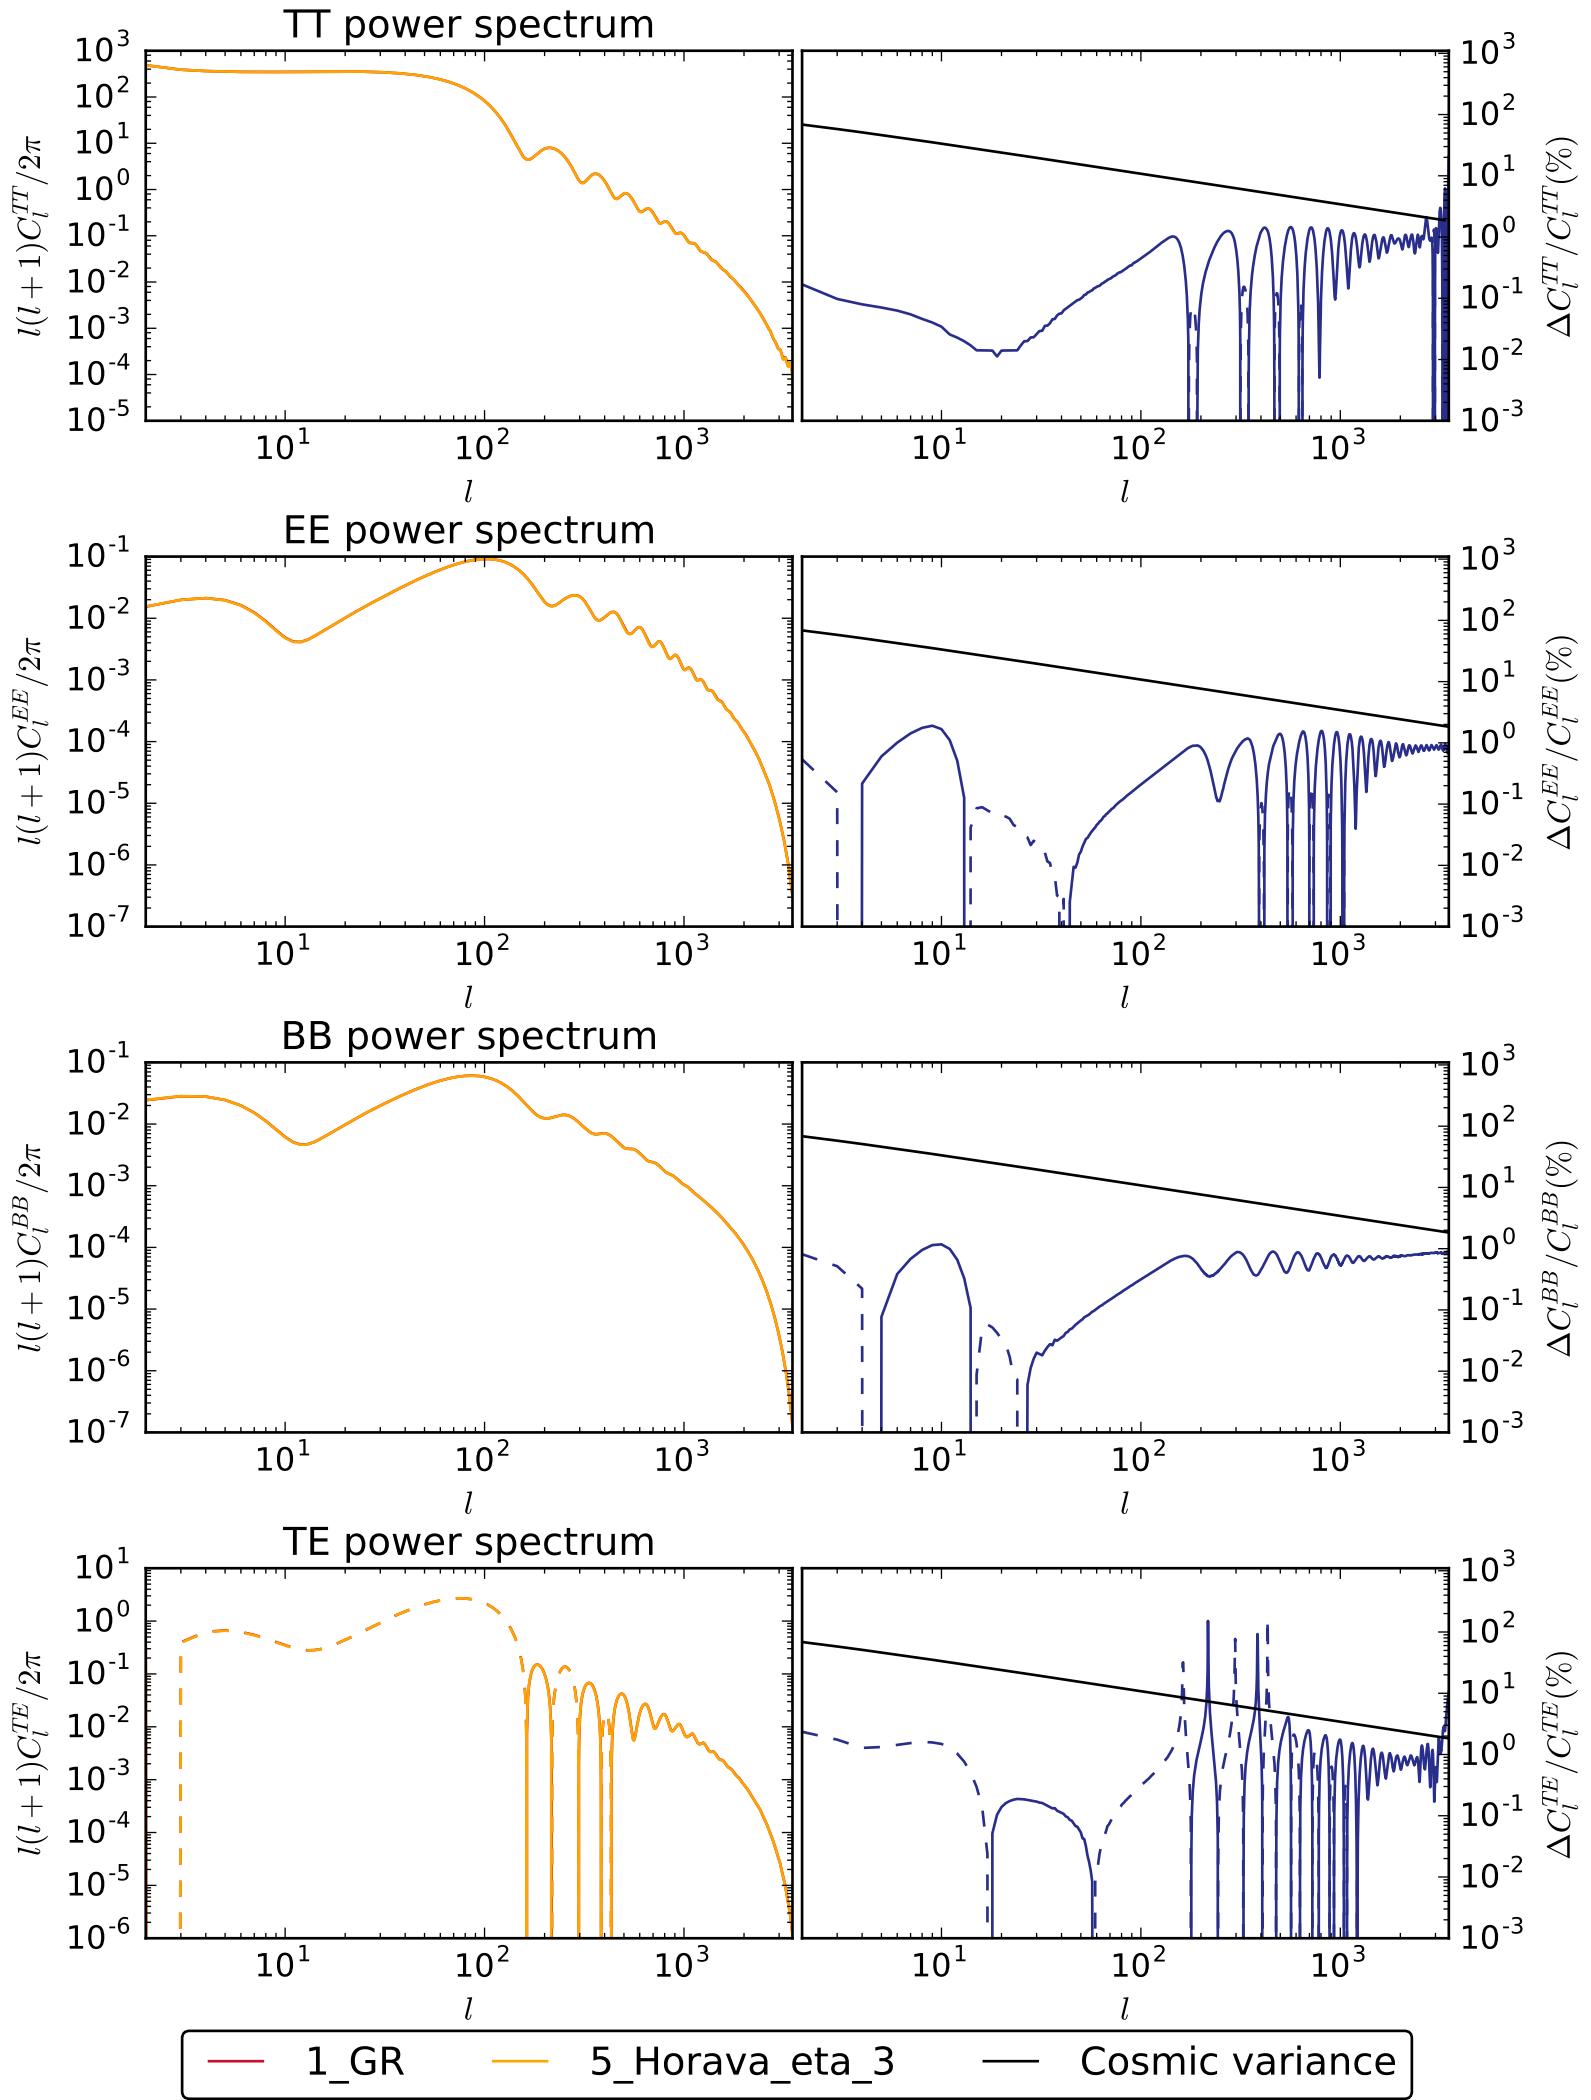 TT power spectrum
10^3
10^2
10^1
10^0
10^-1
10^-2
10^-3
10^-4
10^-5
l(l + 1)C_l^{TT}/2π
10^1 10^2 10^3
l
10^3
10^2
10^1
10^0
10^-1
10^-2
10^-3
ΔC_l^{TT}/C_l^{TT}(%)
10^1 10^2 10^3
l
EE power spectrum
10^-1
10^-2
10^-3
10^-4
10^-5
10^-6
10^-7
l(l + 1)C_l^{EE}/2π
10^1 10^2 10^3
l
10^3
10^2
10^1
10^0
10^-1
10^-2
10^-3
ΔC_l^{EE}/C_l^{EE}(%)
10^1 10^2 10^3
l
BB power spectrum
10^-1
10^-2
10^-3
10^-4
10^-5
10^-6
10^-7
l(l + 1)C_l^{BB}/2π
10^1 10^2 10^3
l
10^3
10^2
10^1
10^0
10^-1
10^-2
10^-3
ΔC_l^{BB}/C_l^{BB}(%)
10^1 10^2 10^3
l
TE power spectrum
10^1
10^0
10^-1
10^-2
10^-3
10^-4
10^-5
10^-6
l(l + 1)C_l^{TE}/2π
10^1 10^2 10^3
l
10^3
10^2
10^1
10^0
10^-1
10^-2
10^-3
ΔC_l^{TE}/C_l^{TE}(%)
10^1 10^2 10^3
l
1_GR 5_Horava_eta_3 Cosmic variance